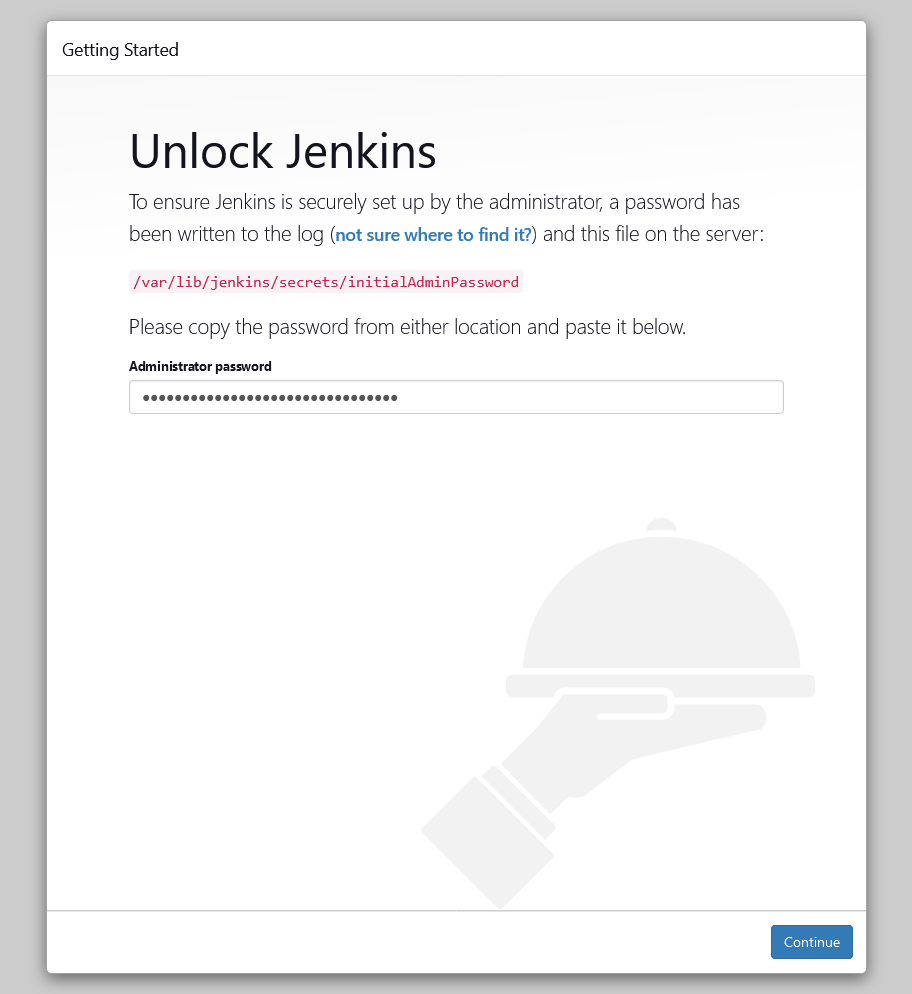 Getting Started
Unlock Jenkins
To ensure Jenkins is securely set up by the administrator, a password has
been written to the log (not sure where to find it?) and this file on the server:
/var/lib/jenkins/secrets/initialAdminPassword
Please copy the password from either location and paste it below.
Administrator password
••••••••••••••••••••••••••••••••
Continue